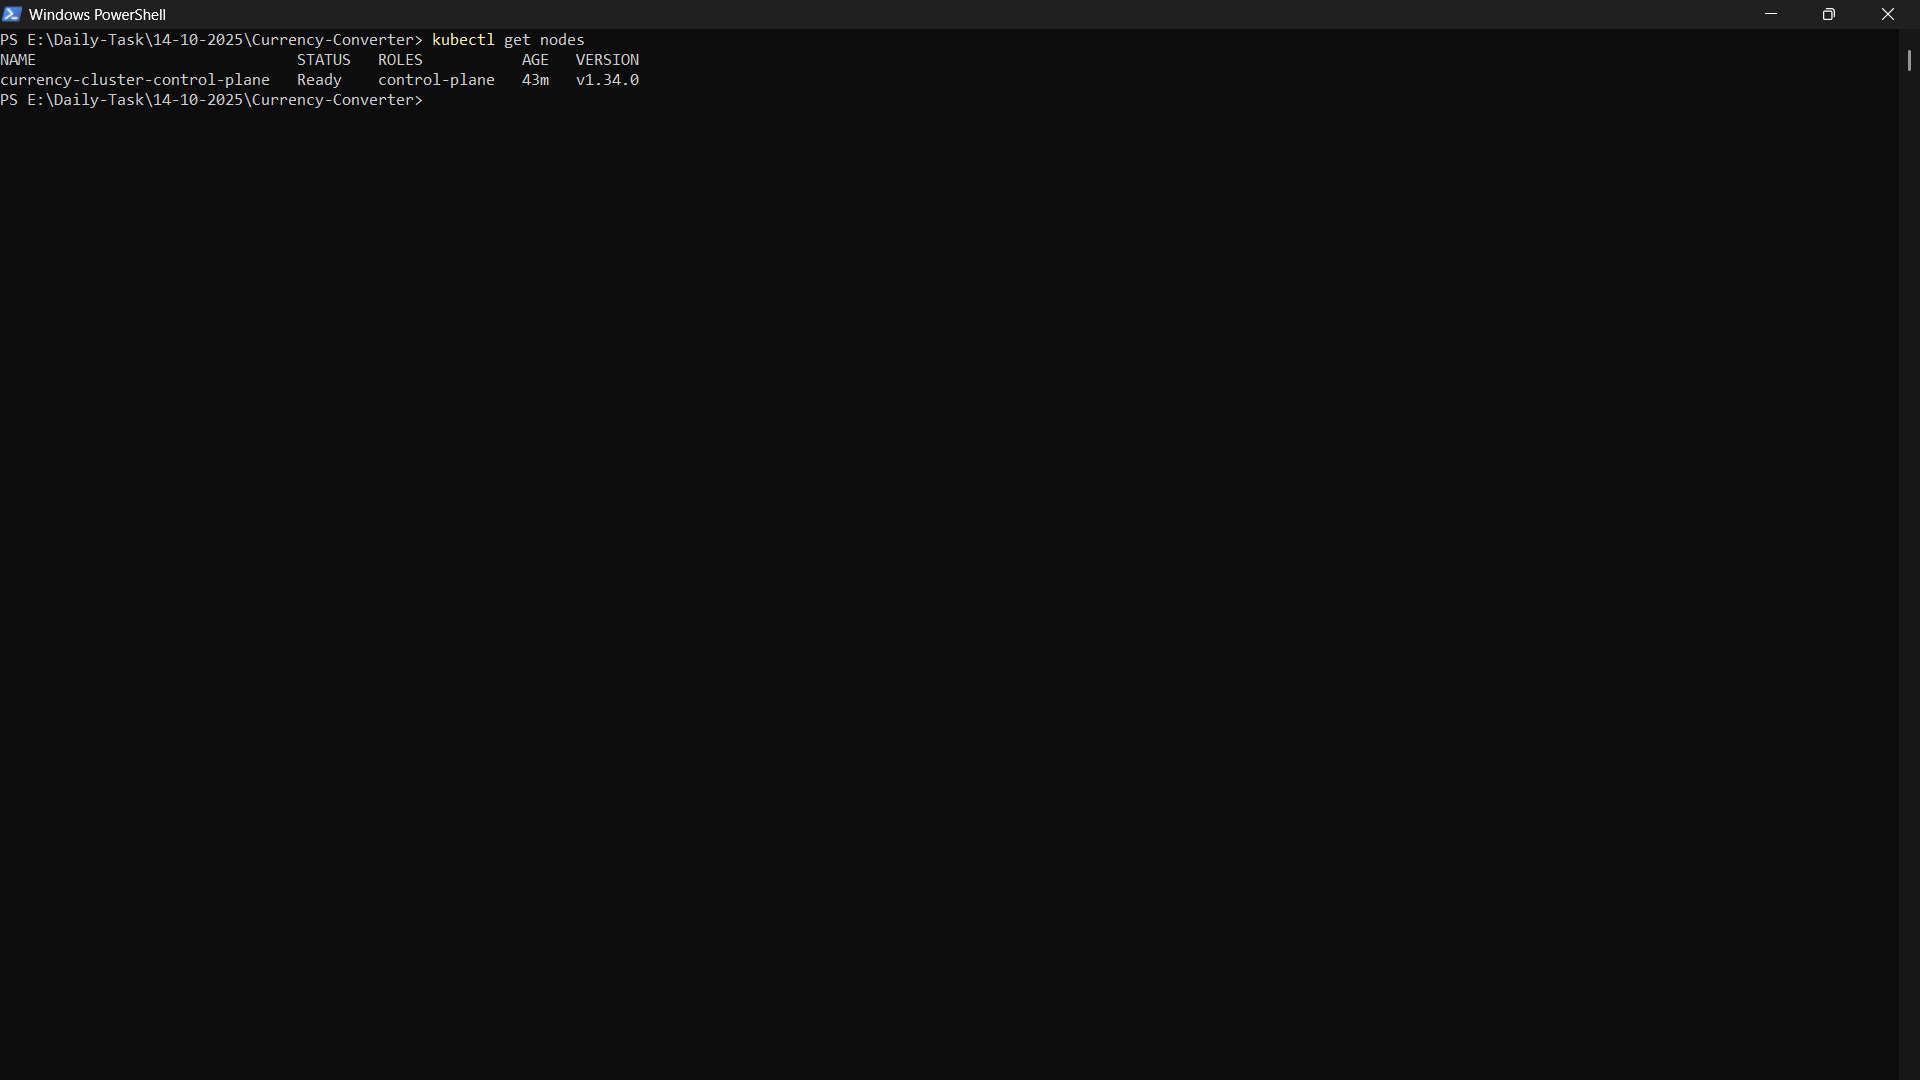 Windows PowerShell
PS E:\Daily-Task\14-10-2025\Currency-Converter> kubectl get nodes
NAME                             STATUS   ROLES           AGE   VERSION
currency-cluster-control-plane   Ready    control-plane   43m   v1.34.0
PS E:\Daily-Task\14-10-2025\Currency-Converter>